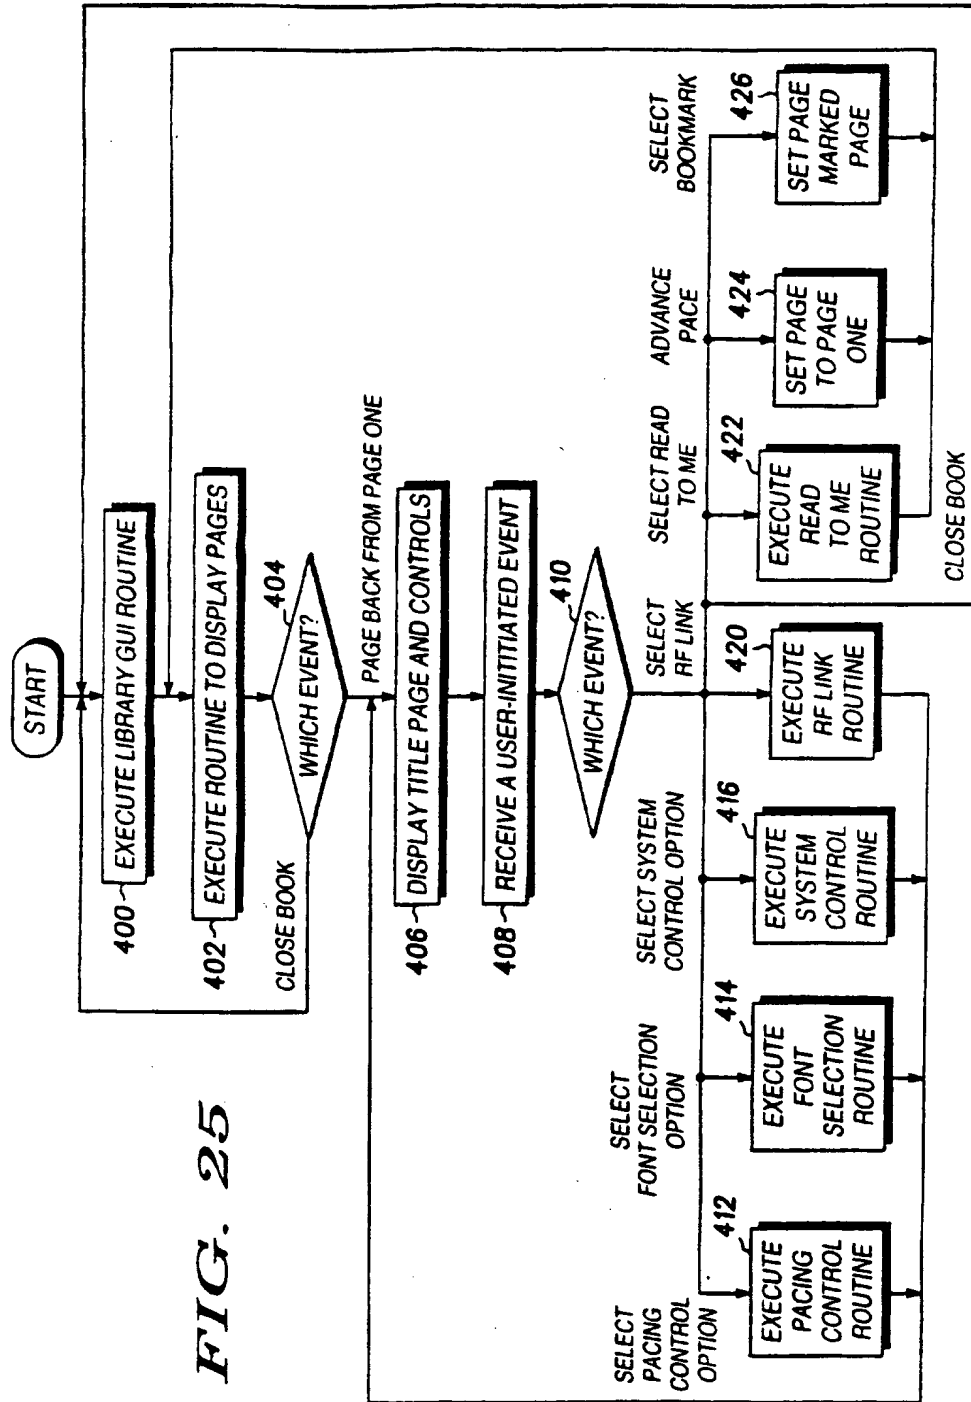 FIG. 25
START
400
EXECUTE LIBRARY GUI ROUTINE
402
EXECUTE ROUTINE TO DISPLAY PAGES
404
WHICH EVENT?
CLOSE BOOK
PAGE BACK FROM PAGE ONE
406
DISPLAY TITLE PAGE AND CONTROLS
408
RECEIVE A USER-INITITIATED EVENT
410
WHICH EVENT?
SELECT
PACING
CONTROL
OPTION
SELECT
FONT SELECTION
OPTION
SELECT SYSTEM
CONTROL OPTION
SELECT
RF LINK
SELECT READ
TO ME
ADVANCE
PACE
SELECT
BOOKMARK
412
EXECUTE
PACING
CONTROL
ROUTINE
414
EXECUTE
FONT
SELECTION
ROUTINE
416
EXECUTE
SYSTEM
CONTROL
ROUTINE
420
EXECUTE
RF LINK
ROUTINE
422
EXECUTE
READ
TO ME
ROUTINE
424
SET PAGE
TO PAGE
ONE
426
SET PAGE
MARKED
PAGE
CLOSE BOOK